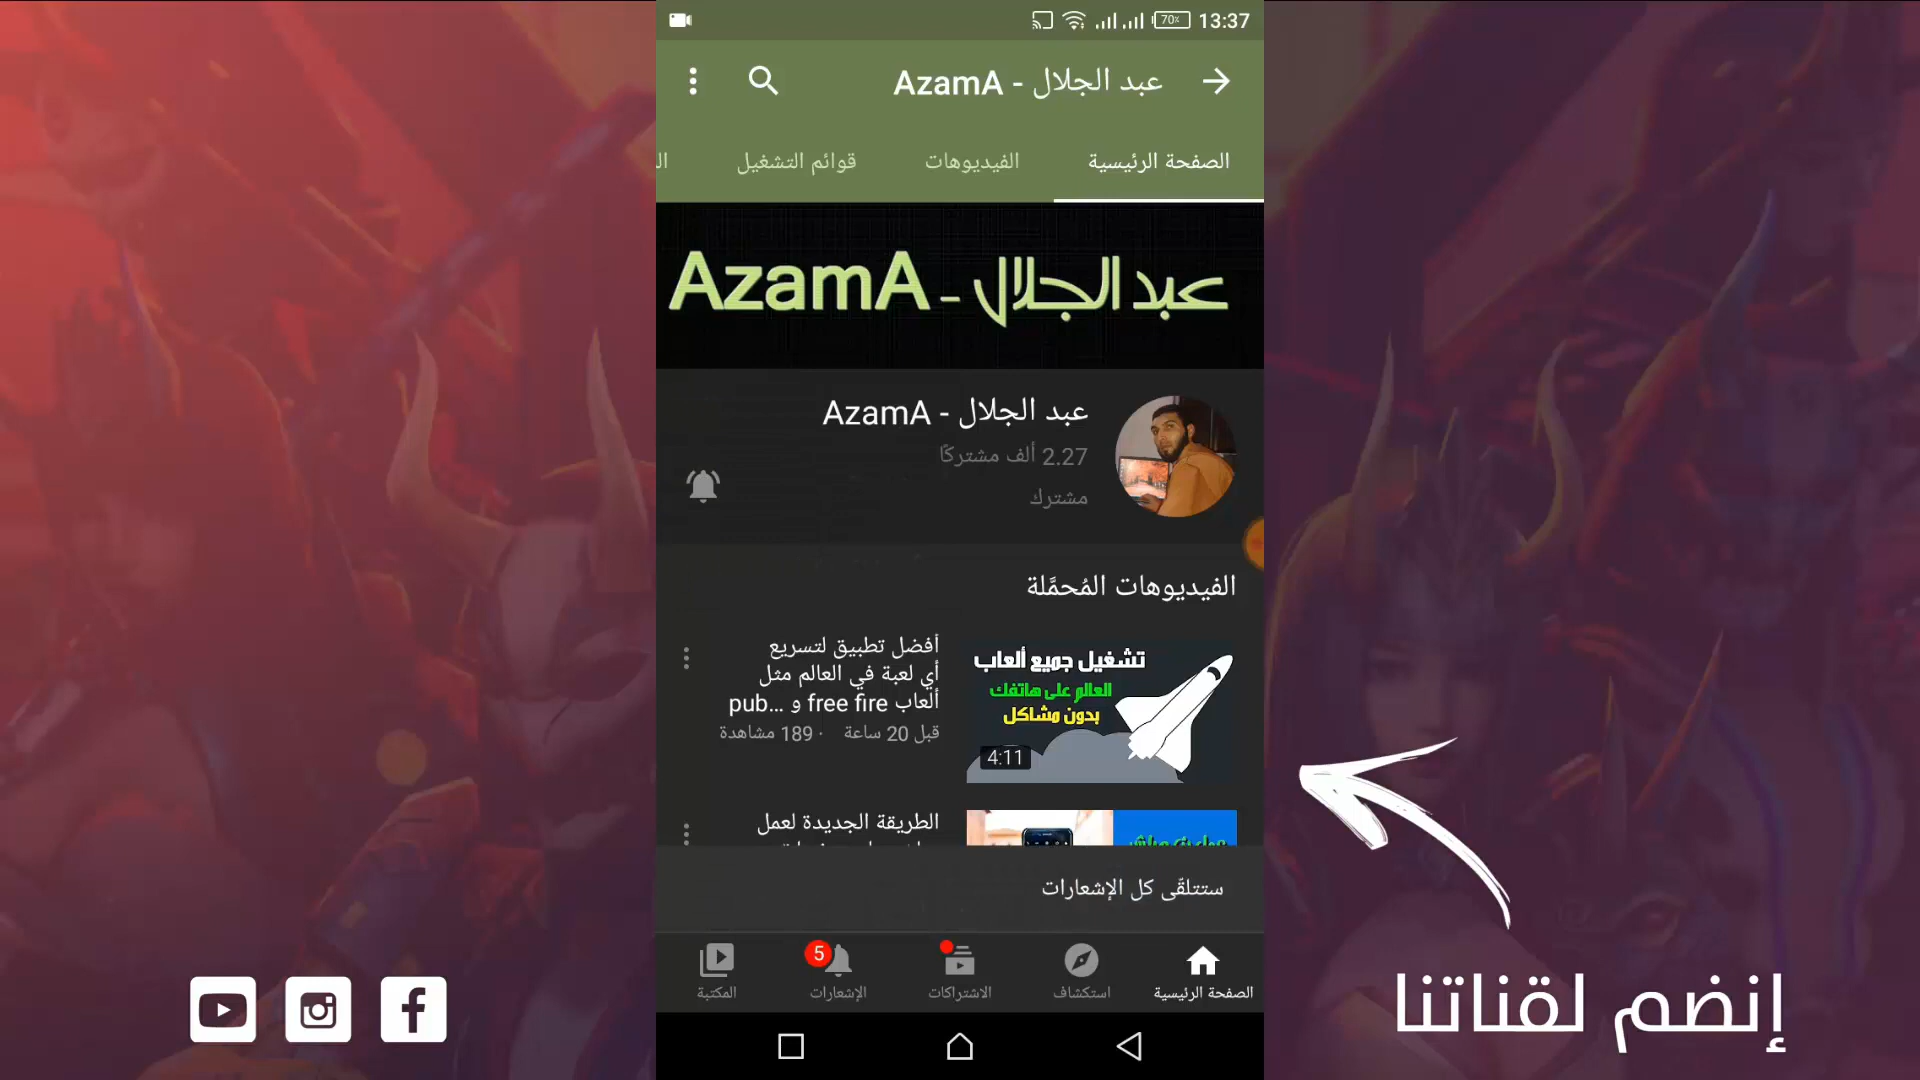 70% 13:37
عبد الجلال - AzamA
الصفحة الرئيسية
الفيديوهات
قوائم التشغيل
عبد الجلال - AzamA
عبد الجلال - AzamA
2.27 ألف مشتركًا
مشترك
الفيديوهات المُحمَّلة
تشغيل جميع ألعاب
العالم على هاتفك
بدون مشاكل
4:11
أفضل تطبيق لتسريع
أي لعبة في العالم مثل
ألعاب free fire و pub...
قبل 20 ساعة · 189 مشاهدة
الطريقة الجديدة لعمل
ستتلقّى كل الإشعارات
الصفحة الرئيسية
استكشاف
الاشتراكات
5
الإشعارات
المكتبة
إنضم لقناتنا